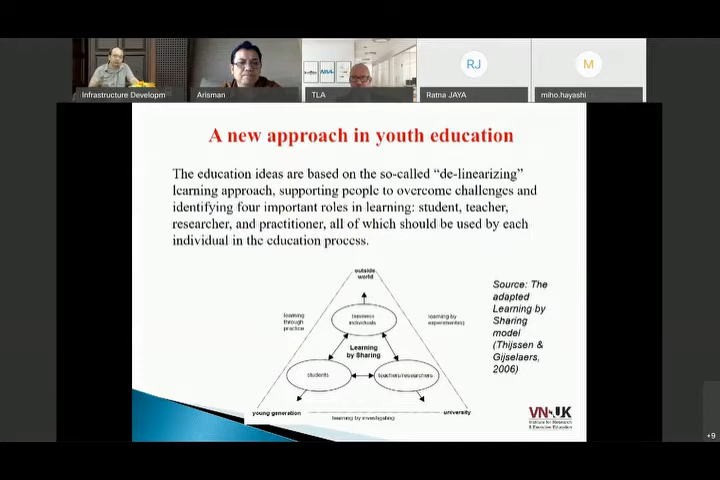 RJ
M
Infrastructure Developm
Arisman
TLA
Ratna JAYA
miho.hayashi
A new approach in youth education
The education ideas are based on the so-called “de-linearizing”
learning approach, supporting people to overcome challenges and
identifying four important roles in learning: student, teacher,
researcher, and practitioner, all of which should be used by each
individual in the education process.
outside
world
learning
through
practice
business
individuals
learning by
experimenting
Learning
by Sharing
students
teachers/researchers
young generation
university
learning by investigating
Source: The
adapted
Learning by
Sharing
model
(Thijssen &
Gijselaers,
2006)
VN-UK
Institute for Research
& Executive Education
+9